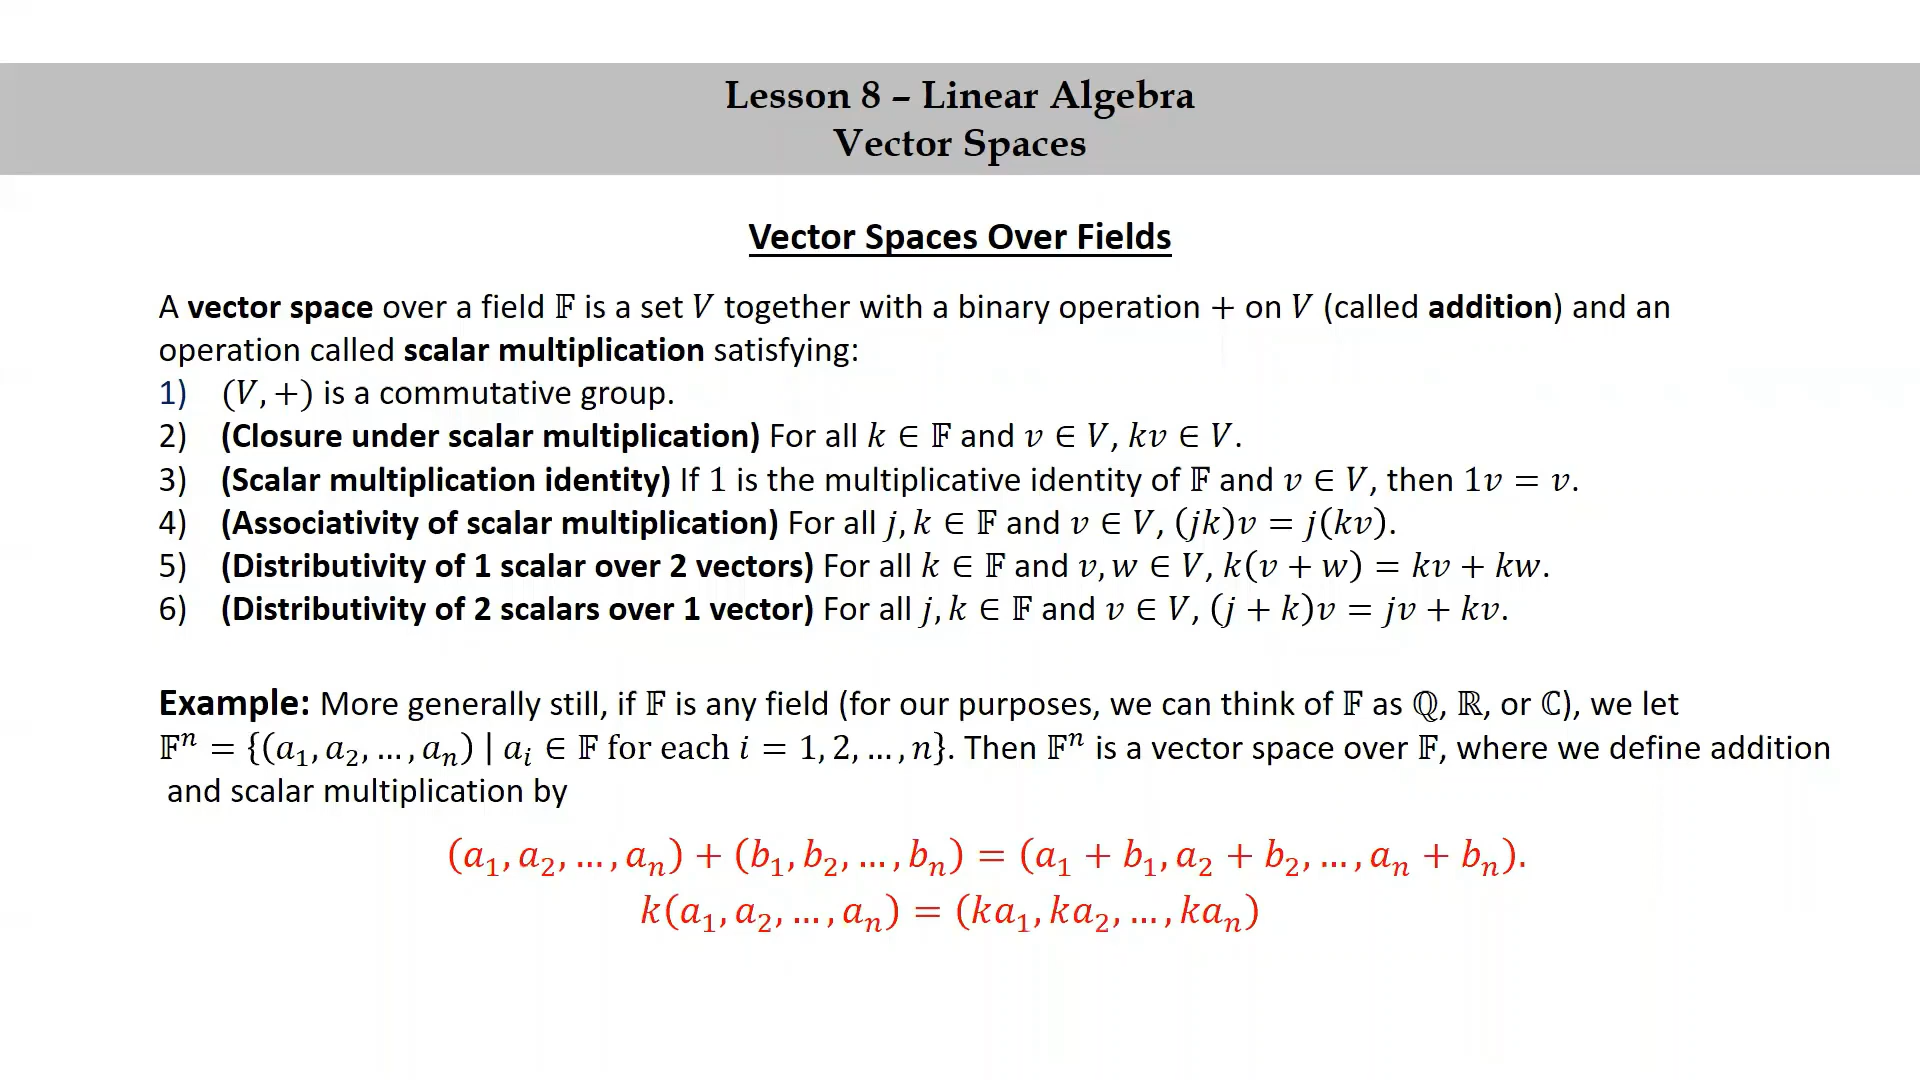 Lesson 8 – Linear Algebra
Vector Spaces
Vector Spaces Over Fields
A vector space over a field 𝔽 is a set 𝑉 together with a binary operation + on 𝑉 (called addition) and an
operation called scalar multiplication satisfying:
1) (𝑉, +) is a commutative group.
2) (Closure under scalar multiplication) For all 𝑘 ∈ 𝔽 and 𝑣 ∈ 𝑉, 𝑘𝑣 ∈ 𝑉.
3) (Scalar multiplication identity) If 1 is the multiplicative identity of 𝔽 and 𝑣 ∈ 𝑉, then 1𝑣 = 𝑣.
4) (Associativity of scalar multiplication) For all 𝑗, 𝑘 ∈ 𝔽 and 𝑣 ∈ 𝑉, (𝑗𝑘)𝑣 = 𝑗(𝑘𝑣).
5) (Distributivity of 1 scalar over 2 vectors) For all 𝑘 ∈ 𝔽 and 𝑣, 𝑤 ∈ 𝑉, 𝑘(𝑣 + 𝑤) = 𝑘𝑣 + 𝑘𝑤.
6) (Distributivity of 2 scalars over 1 vector) For all 𝑗, 𝑘 ∈ 𝔽 and 𝑣 ∈ 𝑉, (𝑗 + 𝑘)𝑣 = 𝑗𝑣 + 𝑘𝑣.
Example: More generally still, if 𝔽 is any field (for our purposes, we can think of 𝔽 as ℚ, ℝ, or ℂ), we let
𝔽ⁿ = {(𝑎₁, 𝑎₂, … , 𝑎ₙ) | 𝑎ᵢ ∈ 𝔽 for each 𝑖 = 1, 2, … , 𝑛}. Then 𝔽ⁿ is a vector space over 𝔽, where we define addition
and scalar multiplication by
(𝑎₁, 𝑎₂, … , 𝑎ₙ) + (𝑏₁, 𝑏₂, … , 𝑏ₙ) = (𝑎₁ + 𝑏₁, 𝑎₂ + 𝑏₂, … , 𝑎ₙ + 𝑏ₙ).
𝑘(𝑎₁, 𝑎₂, … , 𝑎ₙ) = (𝑘𝑎₁, 𝑘𝑎₂, … , 𝑘𝑎ₙ)